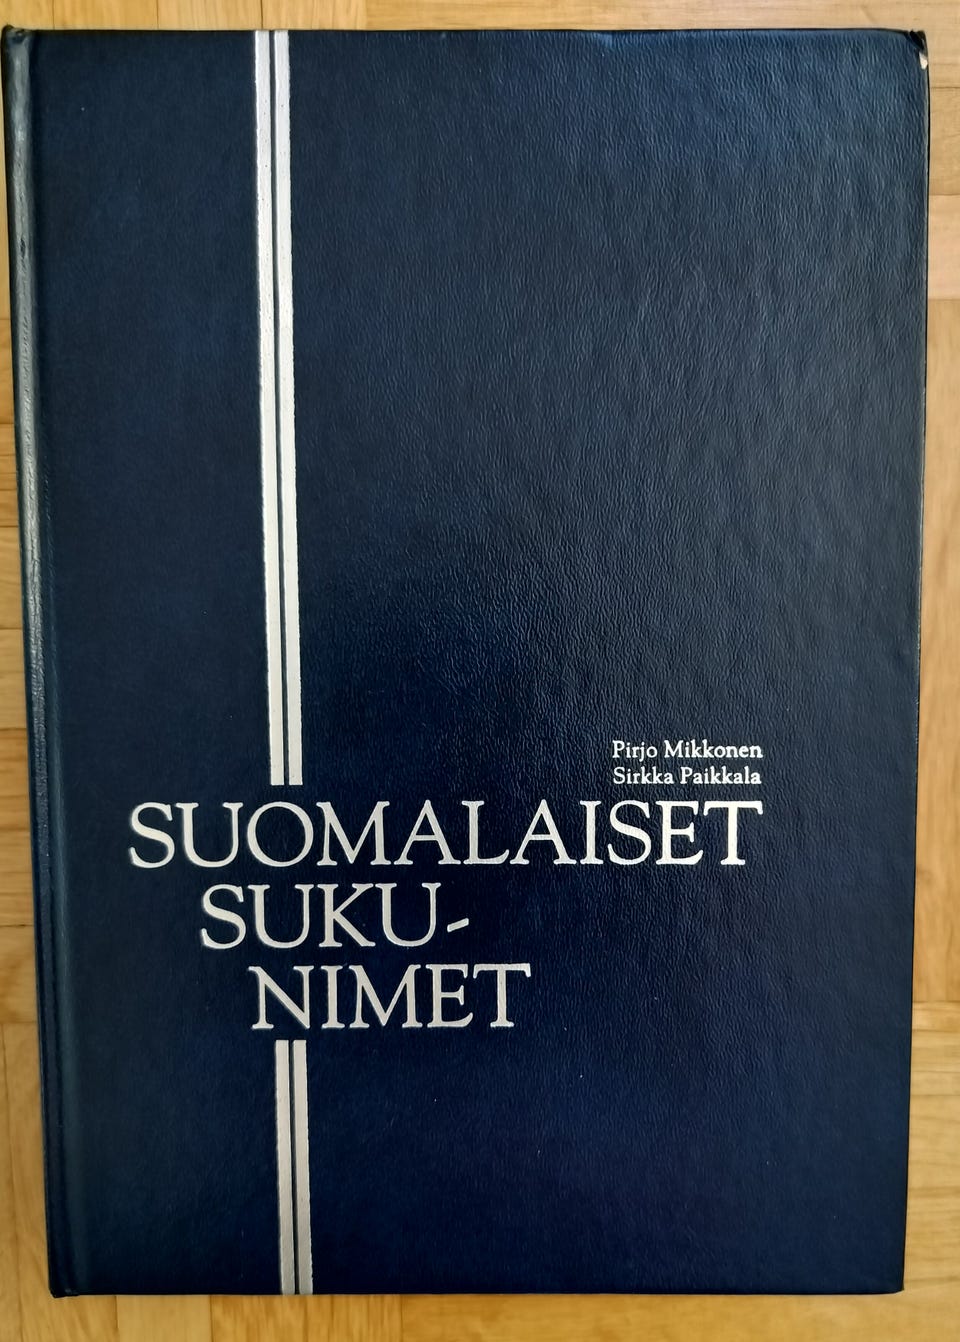 Pirjo Mikkonen
Sirkka Paikkala
SUOMALAISET
SUKU-
NIMET